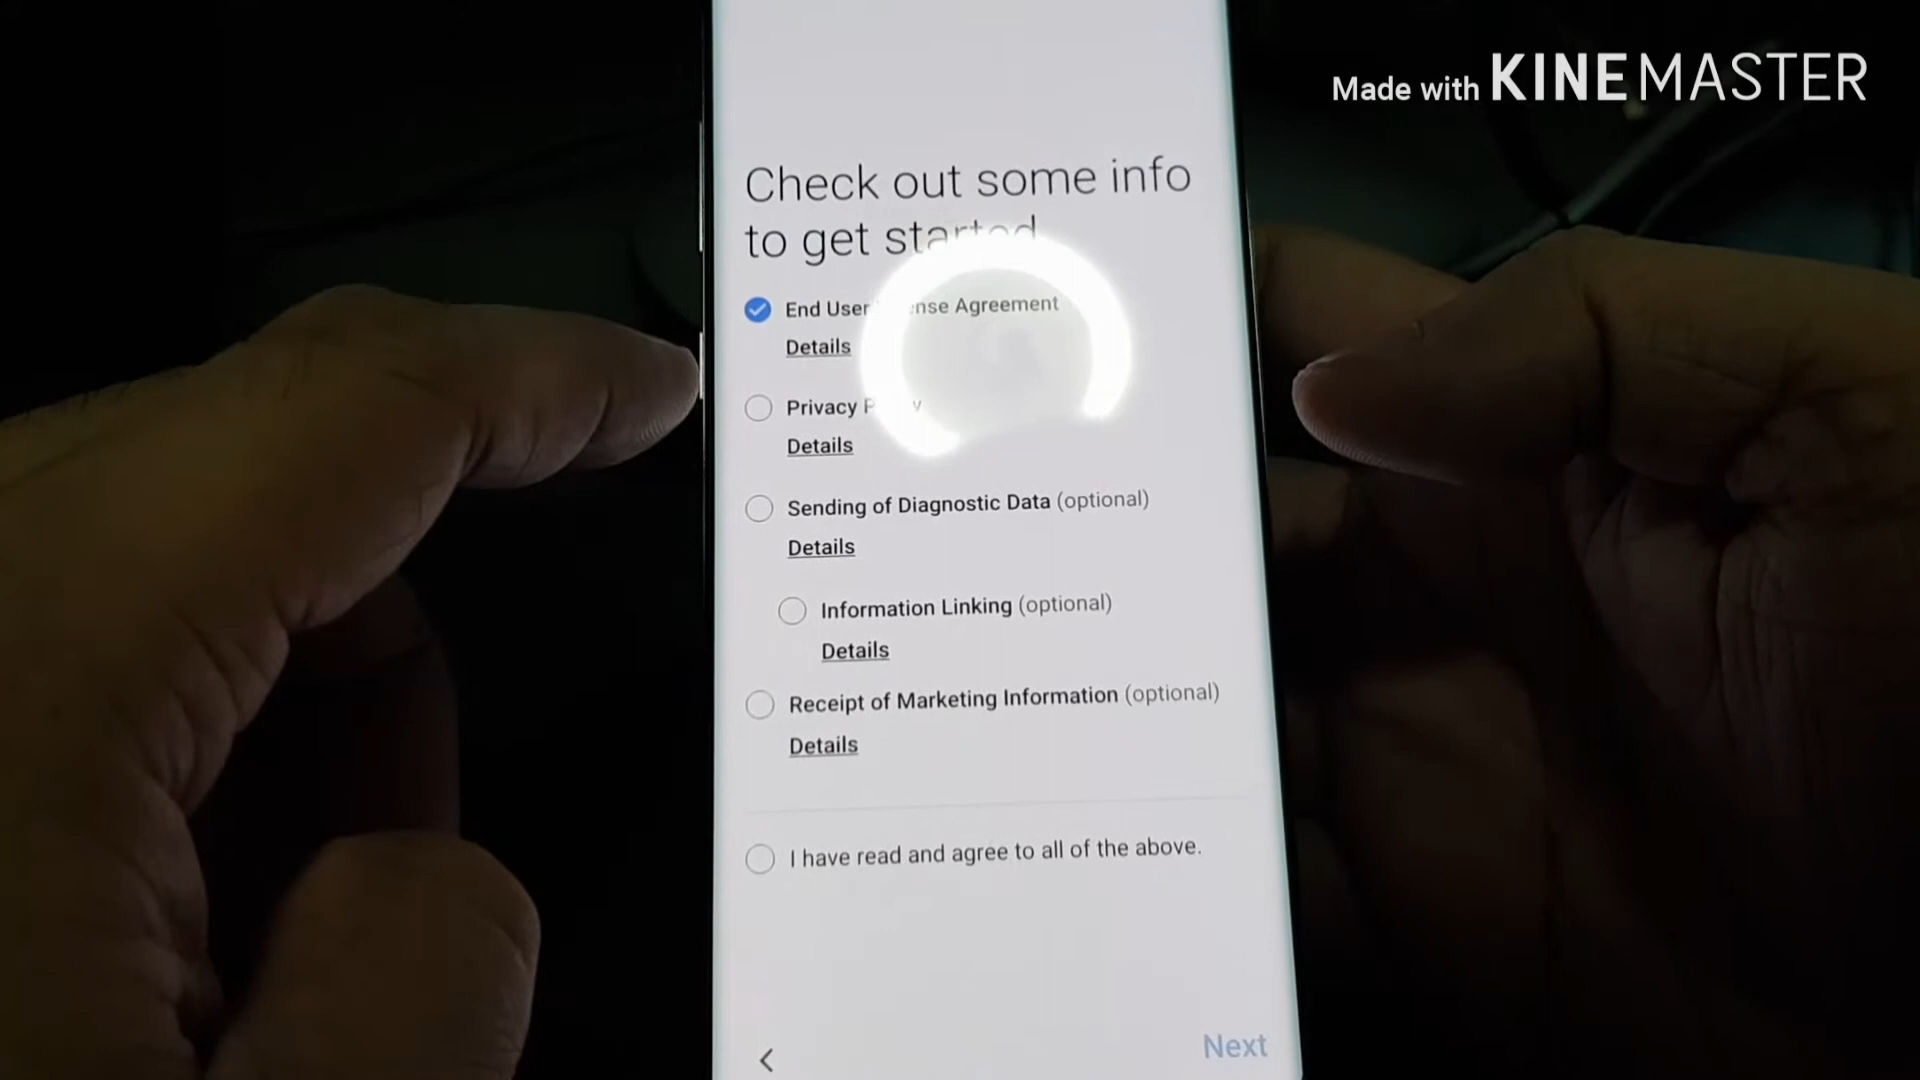 Made with KINEMASTER
Check out some info
to get started
End User nse Agreement
Details
Privacy P y
Details
Sending of Diagnostic Data (optional)
Details
Information Linking (optional)
Details
Receipt of Marketing Information (optional)
Details
I have read and agree to all of the above.
Next